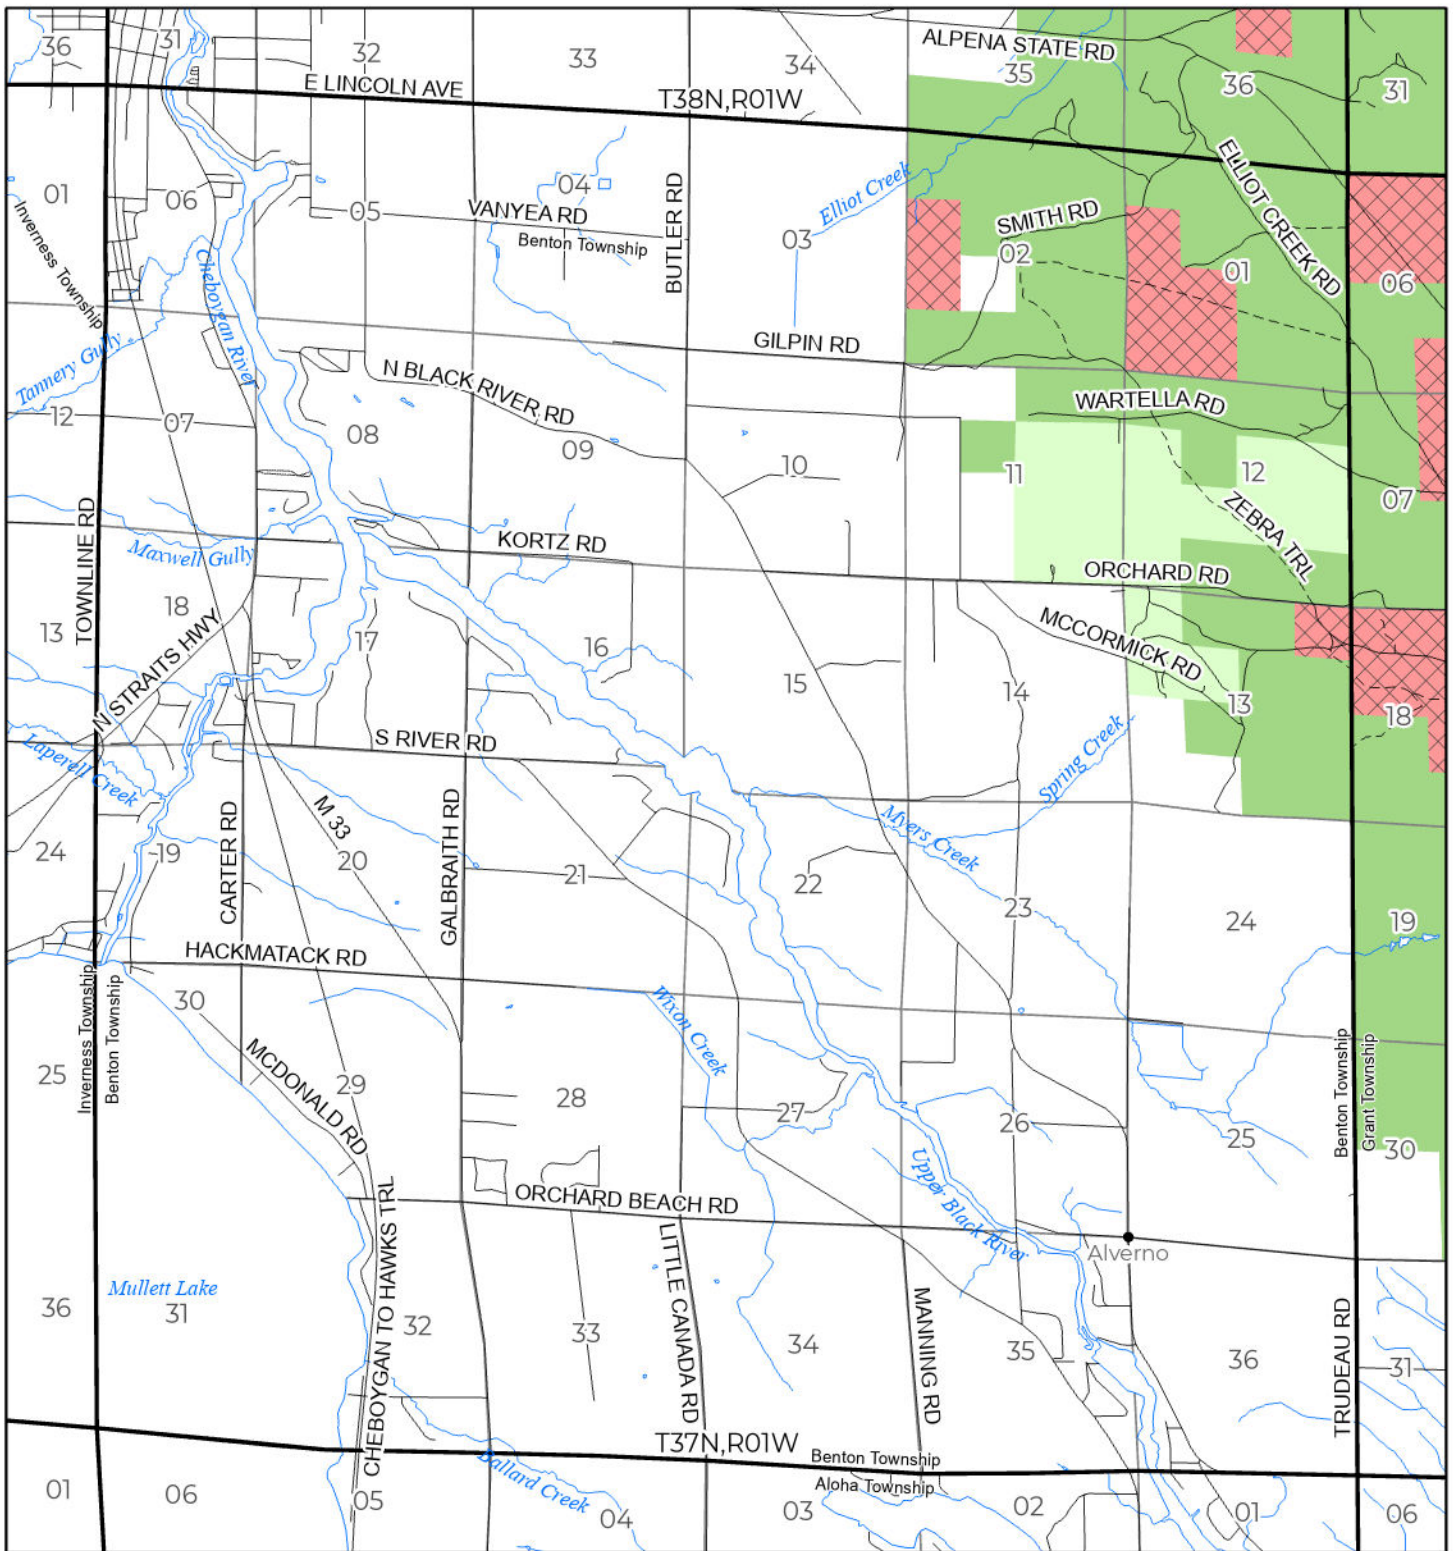 36
31
32
33
34
ALPENA STATE RD
35
36
31
E LINCOLN AVE
T38N,R01W
01
06
05
04
VANYEA RD
Benton Township
BUTLER RD
03
Elliot Creek
SMITH RD
02
01
ELLIOT CREEK RD
06
Inverness Township
Cheboygan River
Tannery Gully
GILPIN RD
N BLACK RIVER RD
WARTELLA RD
12
07
08
09
10
11
12
07
ZEBRA TRL
TOWNLINE RD
Maxwell Gully
KORTZ RD
ORCHARD RD
MCCORMICK RD
13
18
17
16
15
14
13
18
N STRAITS HWY
S RIVER RD
Laperell Creek
Spring Creek
Myers Creek
CARTER RD
M 33
GALBRAITH RD
24
19
20
21
22
23
24
19
HACKMATACK RD
Inverness Township
Benton Township
30
MCDONALD RD
Wixon Creek
Benton Township
Grant Township
25
29
28
27
26
25
30
ORCHARD BEACH RD
Upper Black River
Alverno
Mullett Lake
CHEBOYGAN TO HAWKS TRL
LITTLE CANADA RD
MANNING RD
TRUDEAU RD
36
31
32
33
34
35
36
31
T37N,R01W
Benton Township
Aloha Township
Ballard Creek
01
06
05
04
03
02
01
06